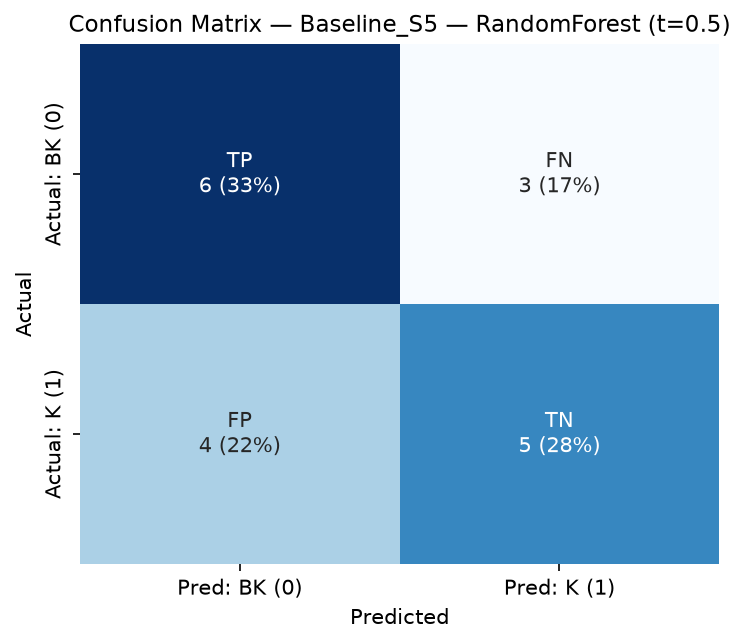 Confusion Matrix — Baseline_S5 — RandomForest (t=0.5)
Actual
Actual: BK (0)
TP
6 (33%)
FN
3 (17%)
Actual: K (1)
FP
4 (22%)
TN
5 (28%)
Pred: BK (0)
Pred: K (1)
Predicted